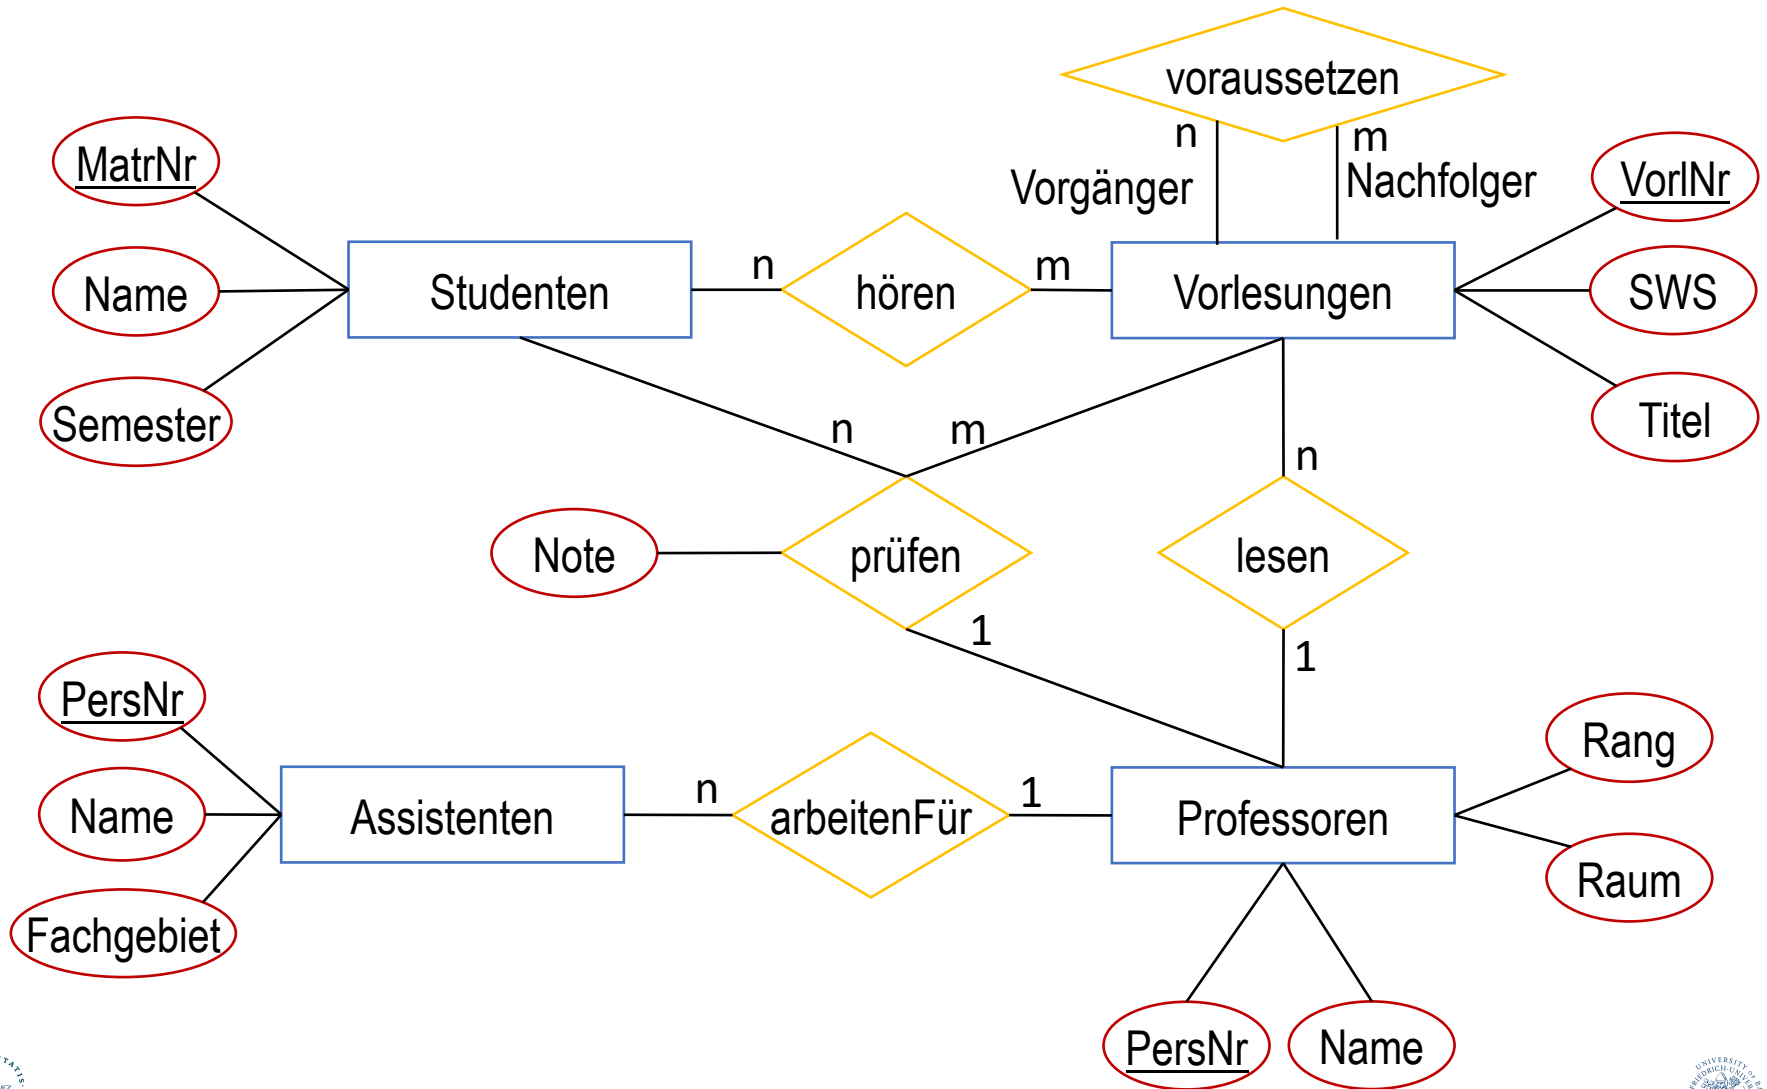 voraussetzen
n
m
Vorgänger
Nachfolger
MatrNr
VorlNr
Name
Studenten
n
hören
m
Vorlesungen
SWS
Semester
n
m
n
Titel
Note
prüfen
lesen
1
1
PersNr
Rang
Name
Assistenten
n
arbeitenFür
1
Professoren
Raum
Fachgebiet
PersNr
Name